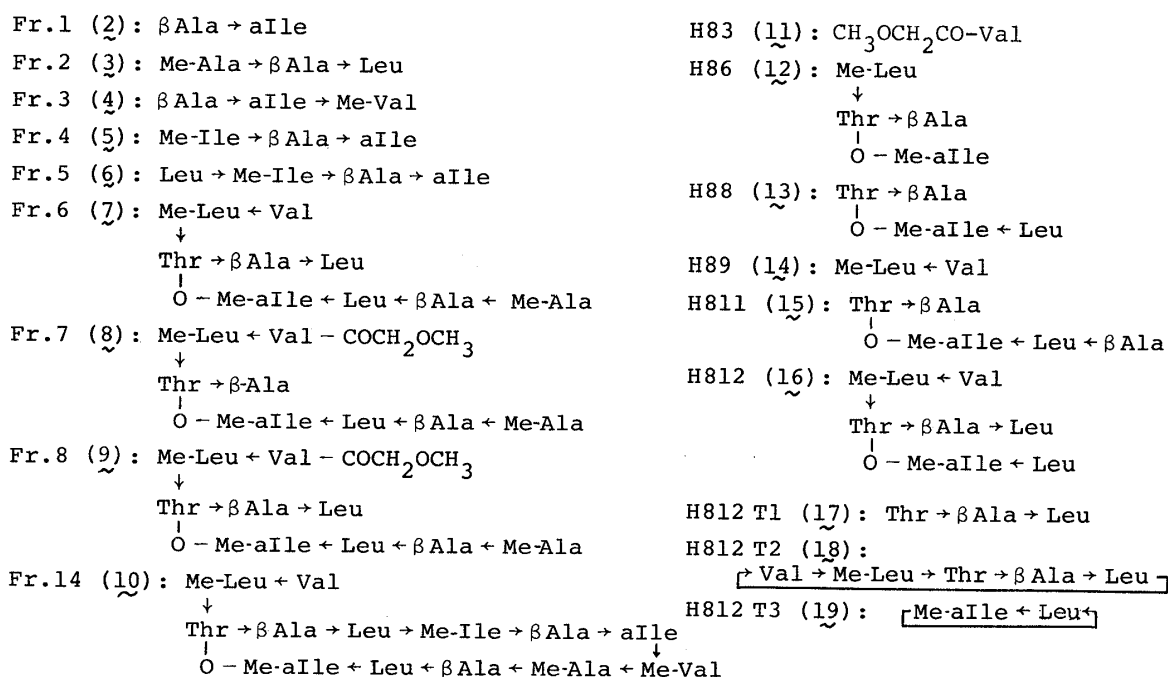 Fr.1 (2): βAla → aIle
Fr.2 (3): Me-Ala → βAla → Leu
Fr.3 (4): βAla → aIle → Me-Val
Fr.4 (5): Me-Ile → βAla → aIle
Fr.5 (6): Leu → Me-Ile → βAla → aIle
Fr.6 (7): Me-Leu ← Val
↓
Thr → βAla → Leu
|
O – Me-aIle ← Leu ← βAla ← Me-Ala
Fr.7 (8): Me-Leu ← Val – COCH2OCH3
↓
Thr → β-Ala
|
O – Me-aIle ← Leu ← βAla ← Me-Ala
Fr.8 (9): Me-Leu ← Val – COCH2OCH3
↓
Thr → βAla → Leu
|
O – Me-aIle ← Leu ← βAla ← Me-Ala
Fr.14 (10): Me-Leu ← Val
↓
Thr → βAla → Leu → Me-Ile → βAla → aIle
| ↓
O – Me-aIle ← Leu ← βAla ← Me-Ala ← Me-Val
H83 (11): CH3OCH2CO-Val
H86 (12): Me-Leu
↓
Thr → βAla
|
O – Me-aIle
H88 (13): Thr → βAla
|
O – Me-aIle ← Leu
H89 (14): Me-Leu ← Val
H811 (15): Thr → βAla
|
O – Me-aIle ← Leu ← βAla
H812 (16): Me-Leu ← Val
↓
Thr → βAla → Leu
|
O – Me-aIle ← Leu
H812 T1 (17): Thr → βAla → Leu
H812 T2 (18):
→ Val → Me-Leu → Thr → βAla → Leu
H812 T3 (19): Me-aIle ← Leu ←